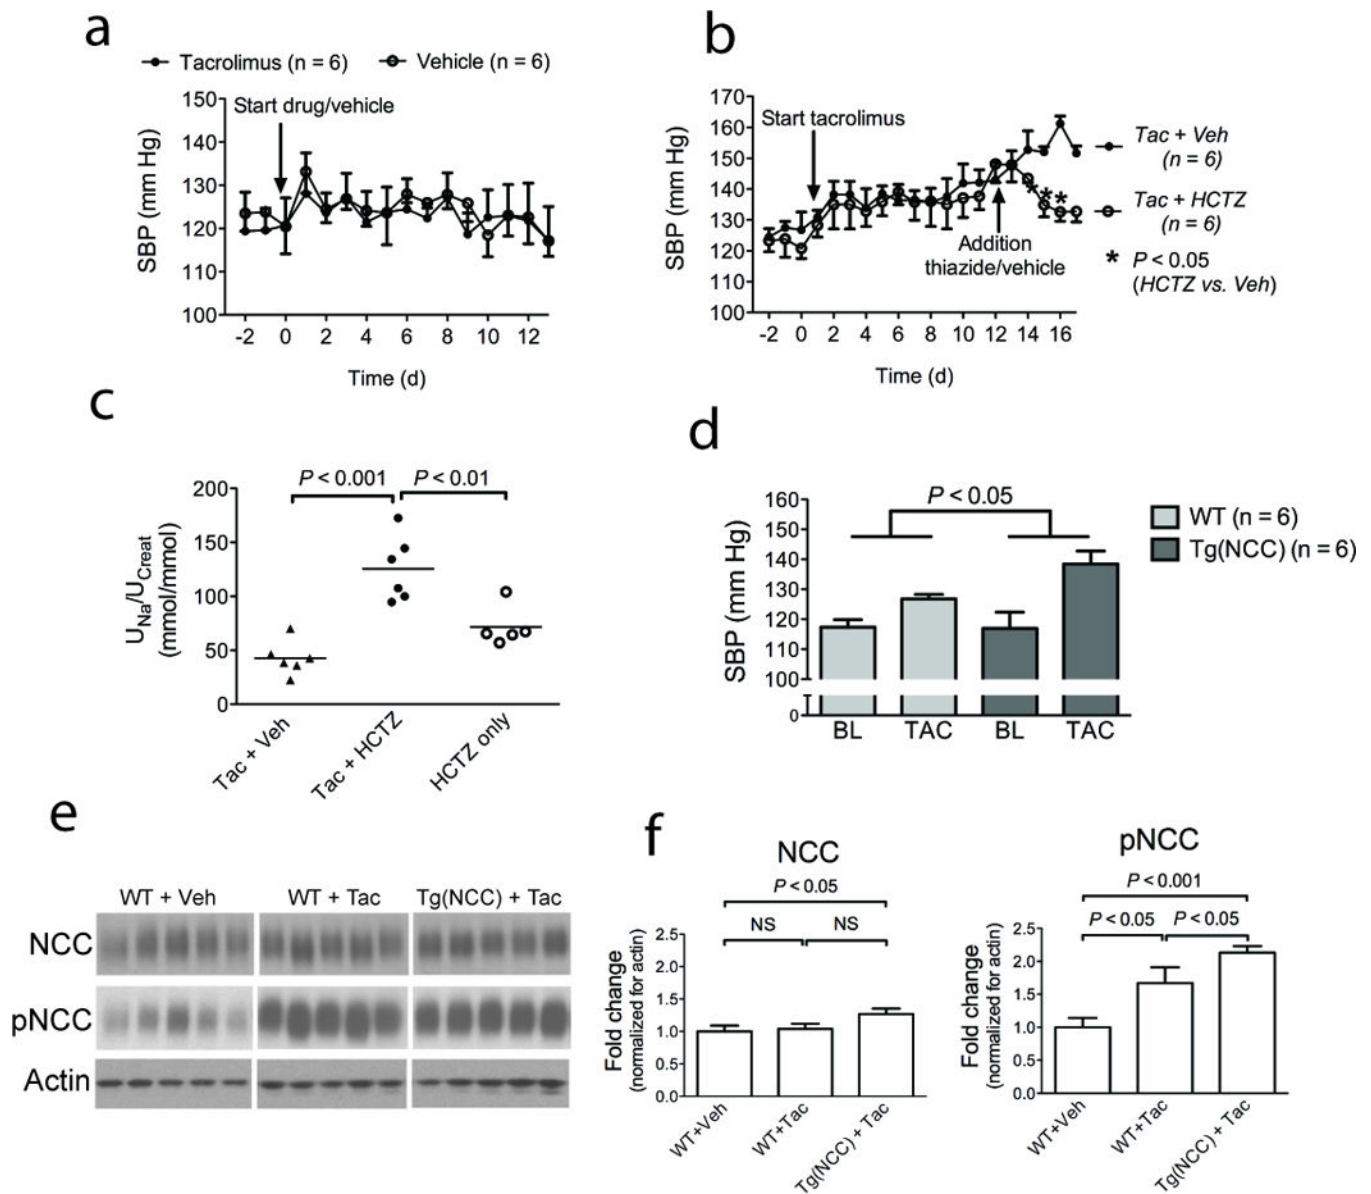 a
Tacrolimus (n = 6) Vehicle (n = 6)
150
140
130
120
110
100
SBP (mm Hg)
Start drug/vehicle
-2 0 2 4 6 8 10 12
Time (d)
b
170
160
150
140
130
120
110
100
SBP (mm Hg)
Start tacrolimus
Addition
thiazide/vehicle
* * *
-2 0 2 4 6 8 10 12 14 16
Time (d)
Tac + Veh
(n = 6)
Tac + HCTZ
(n = 6)
* P < 0.05
(HCTZ vs. Veh)
c
P < 0.001 P < 0.01
200
150
100
50
0
UNa/UCreat
(mmol/mmol)
Tac + Veh
Tac + HCTZ
HCTZ only
d
P < 0.05
160
150
140
130
120
110
100
0
SBP (mm Hg)
BL TAC BL TAC
WT (n = 6)
Tg(NCC) (n = 6)
e
WT + Veh WT + Tac Tg(NCC) + Tac
NCC
pNCC
Actin
f
NCC
P < 0.05
NS NS
2.5
2.0
1.5
1.0
0.5
0.0
Fold change
(normalized for actin)
WT+Veh
WT+Tac
Tg(NCC) + Tac
pNCC
P < 0.001
P < 0.05 P < 0.05
2.5
2.0
1.5
1.0
0.5
0.0
Fold change
(normalized for actin)
WT+Veh
WT+Tac
Tg(NCC) + Tac